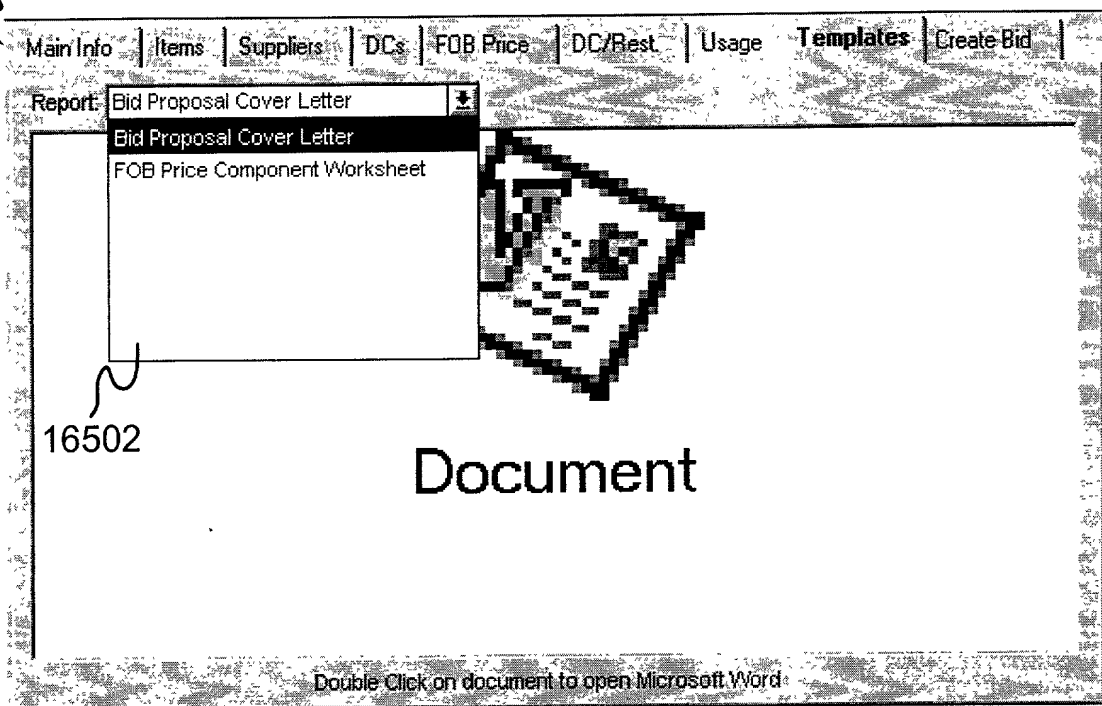 Main Info Items Suppliers DCs FOB Price DC/Rest. Usage Templates Create Bid
Report: Bid Proposal Cover Letter
Bid Proposal Cover Letter
FOB Price Component Worksheet
16502
Document
Double Click on document to open Microsoft Word